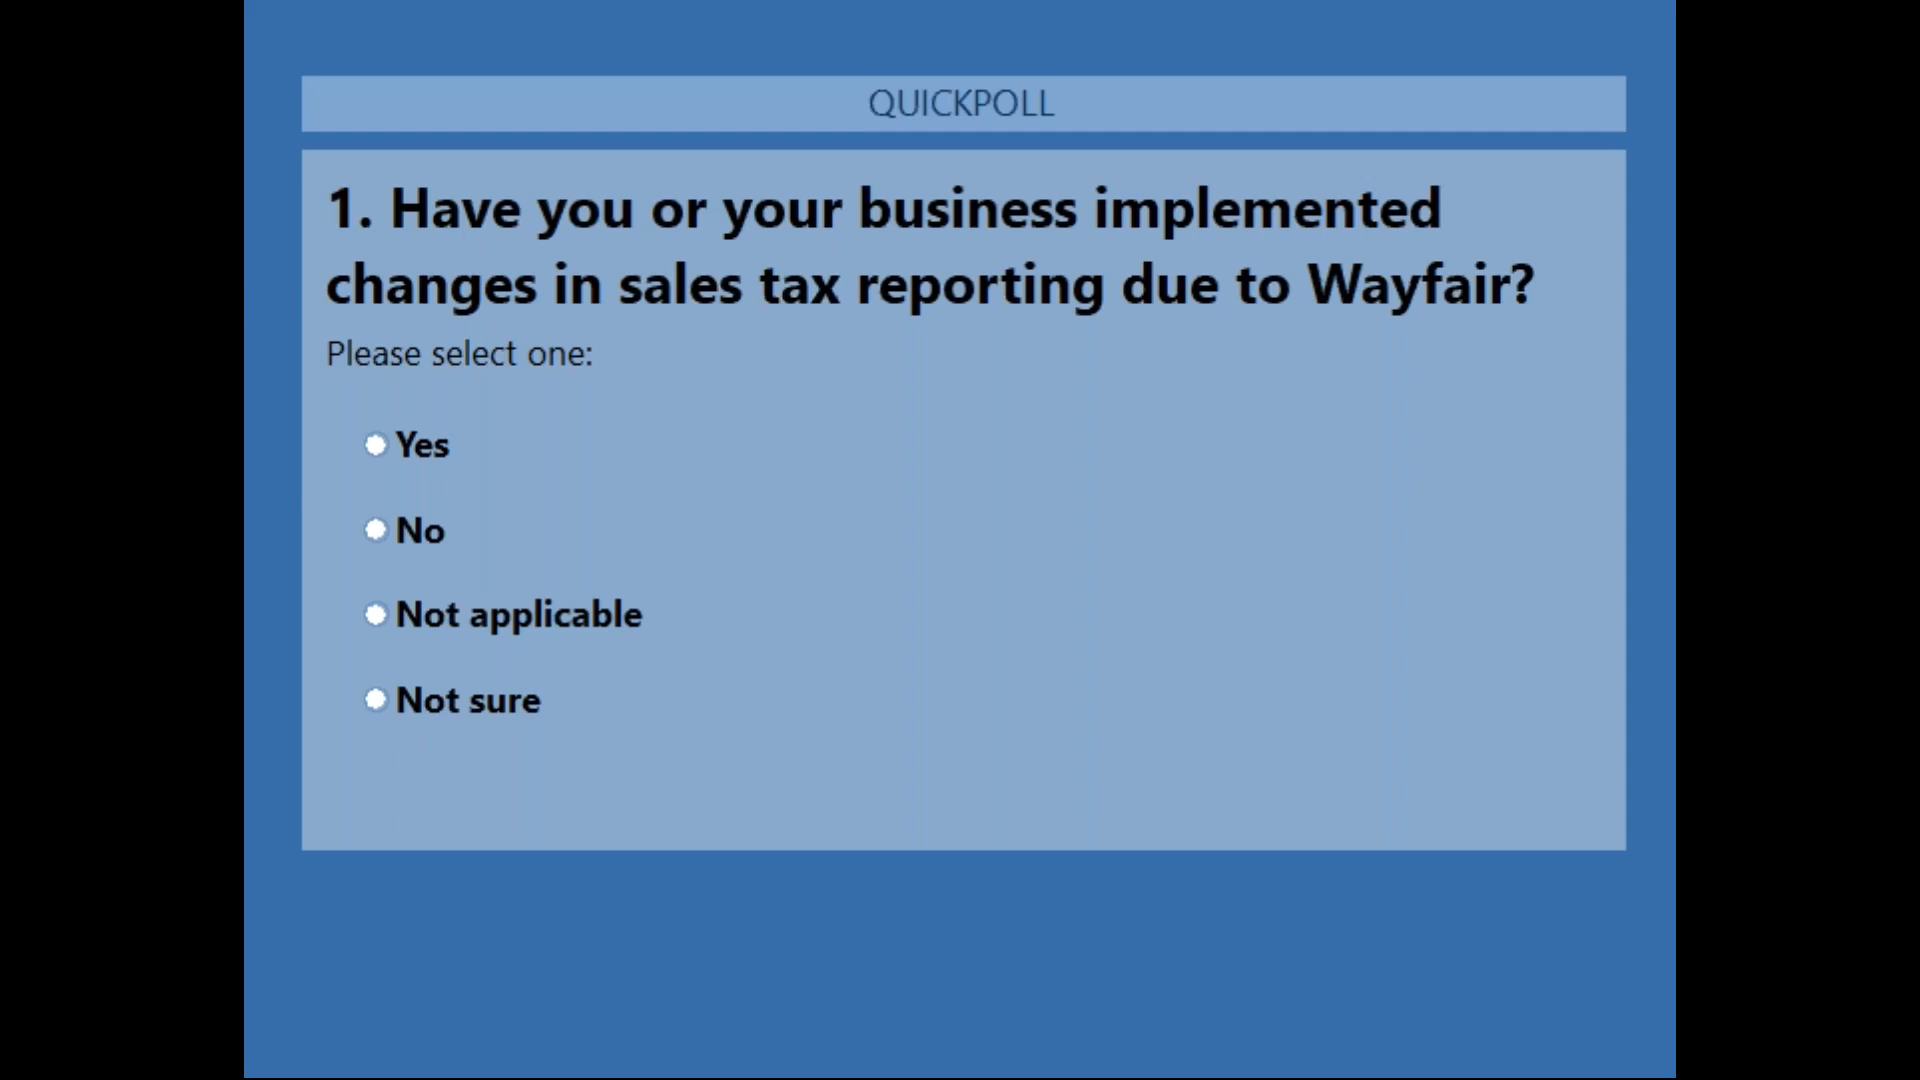 QUICKPOLL
1. Have you or your business implemented
changes in sales tax reporting due to Wayfair?
Please select one:
Yes
No
Not applicable
Not sure